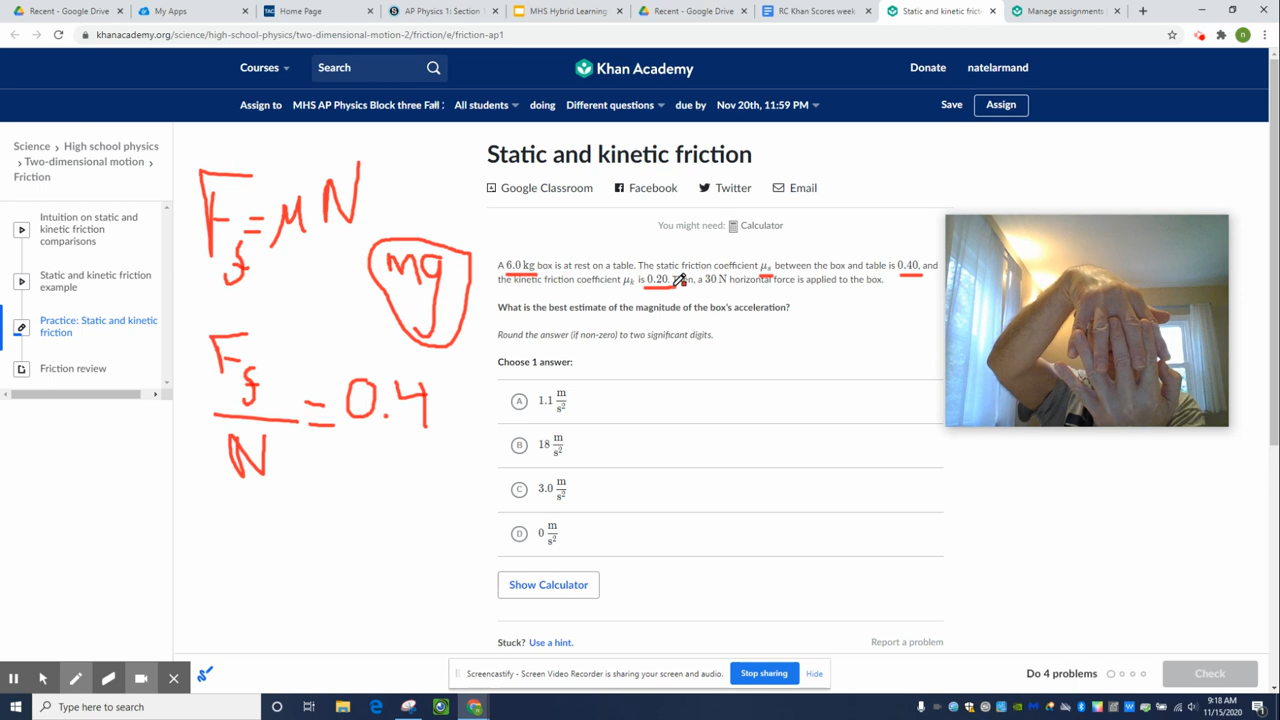 Recent - Google Drive
My Apps
Home Page
AP Physics 1: Section
MHS Hybrid Learning
Recent - Google Drive
RC Khan Scores week
Static and kinetic frict
Manage assignments
khanacademy.org/science/high-school-physics/two-dimensional-motion-2/friction/e/friction-ap1
Courses
Search
Khan Academy
Donate
natelarmand
Assign to
MHS AP Physics Block three Fall
All students
doing
Different questions
due by
Nov 20th, 11:59 PM
Save
Assign
Science > High school physics
> Two-dimensional motion >
Friction
Intuition on static and
kinetic friction
comparisons
Static and kinetic friction
example
Practice: Static and kinetic
friction
Friction review
F_f = μ N
mg
F_f / N = 0.4
Static and kinetic friction
Google Classroom
Facebook
Twitter
Email
You might need: Calculator
A 6.0 kg box is at rest on a table. The static friction coefficient μ_s between the box and table is 0.40, and
the kinetic friction coefficient μ_k is 0.20. a 30 N horizontal force is applied to the box.
What is the best estimate of the magnitude of the box's acceleration?
Round the answer (if non-zero) to two significant digits.
Choose 1 answer:
A 1.1 m/s²
B 18 m/s²
C 3.0 m/s²
D 0 m/s²
Show Calculator
Stuck? Use a hint.
Report a problem
Screencastify - Screen Video Recorder is sharing your screen and audio.
Stop sharing
Hide
Do 4 problems
Check
Type here to search
9:18 AM
11/15/2020